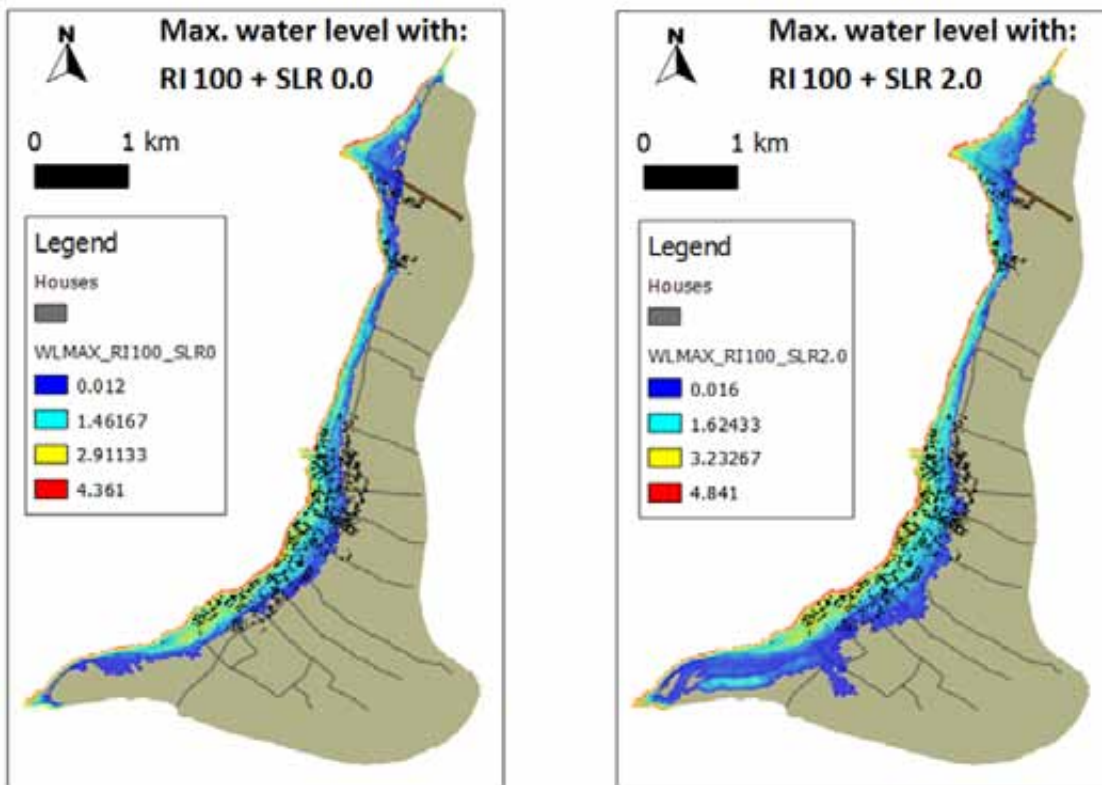 Max. water level with:
RI 100 + SLR 0.0
N
0 1 km
Legend
Houses
WLMAX_RI100_SLR0
0.012
1.46167
2.91133
4.361
Max. water level with:
RI 100 + SLR 2.0
N
0 1 km
Legend
Houses
WLMAX_RI100_SLR2.0
0.016
1.62433
3.23267
4.841